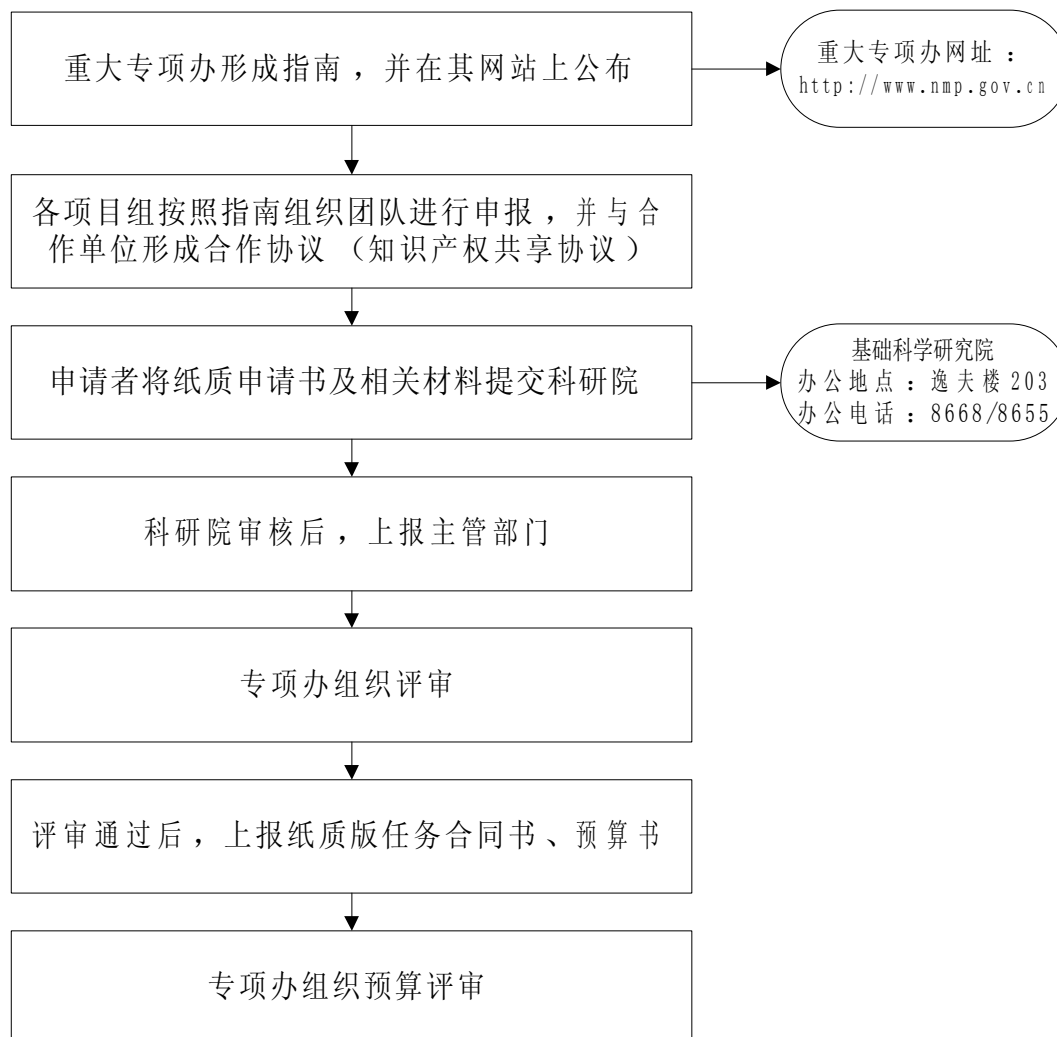 重大专项办形成指南，并在其网站上公布
重大专项办网址：
http://www.nmp.gov.cn
各项目组按照指南组织团队进行申报，并与合
作单位形成合作协议（知识产权共享协议）
申请者将纸质申请书及相关材料提交科研院
基础科学研究院
办公地点：逸夫楼203
办公电话：8668/8655
科研院审核后，上报主管部门
专项办组织评审
评审通过后，上报纸质版任务合同书、预算书
专项办组织预算评审